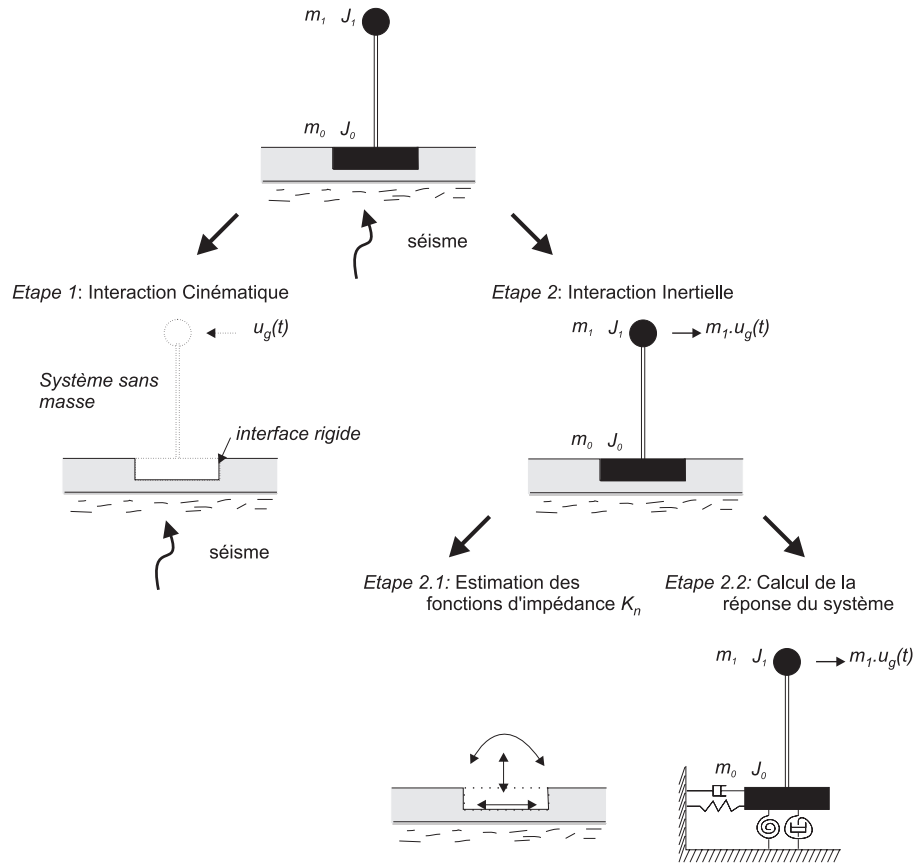 m1 J1
m0 J0
séisme
Etape 1: Interaction Cinématique
Etape 2: Interaction Inertielle
ug(t)
m1 J1
m1.ug(t)
Système sans
masse
interface rigide
m0 J0
séisme
Etape 2.1: Estimation des
fonctions d'impédance Kn
Etape 2.2: Calcul de la
réponse du système
m1 J1
m1.ug(t)
m0 J0